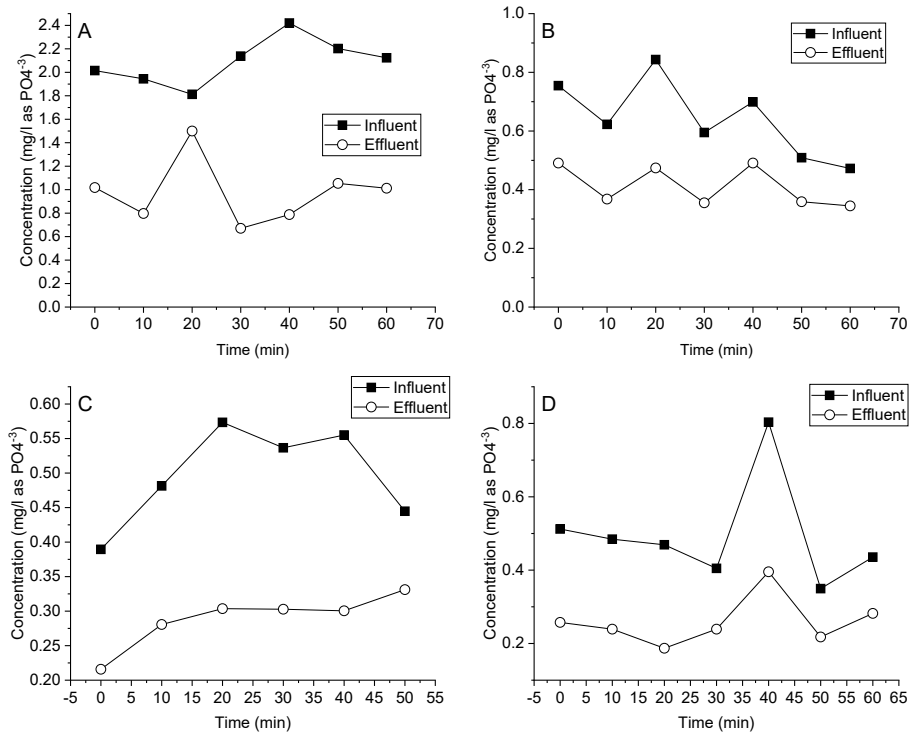 A
Concentration (mg/l as PO4⁻³)
2.4
2.2
2.0
1.8
1.6
1.4
1.2
1.0
0.8
0.6
0.4
0.2
0.0
Influent
Effluent
0 10 20 30 40 50 60 70
Time (min)
B
Concentration (mg/l as PO4⁻³)
1.0
0.8
0.6
0.4
0.2
0.0
Influent
Effluent
0 10 20 30 40 50 60 70
Time (min)
C
Concentration (mg/l as PO4⁻³)
0.60
0.55
0.50
0.45
0.40
0.35
0.30
0.25
0.20
Influent
Effluent
-5 0 5 10 15 20 25 30 35 40 45 50 55
Time (min)
D
Concentration (mg/l as PO4⁻³)
0.8
0.6
0.4
0.2
Influent
Effluent
-5 0 5 10 15 20 25 30 35 40 45 50 55 60 65
Time (min)